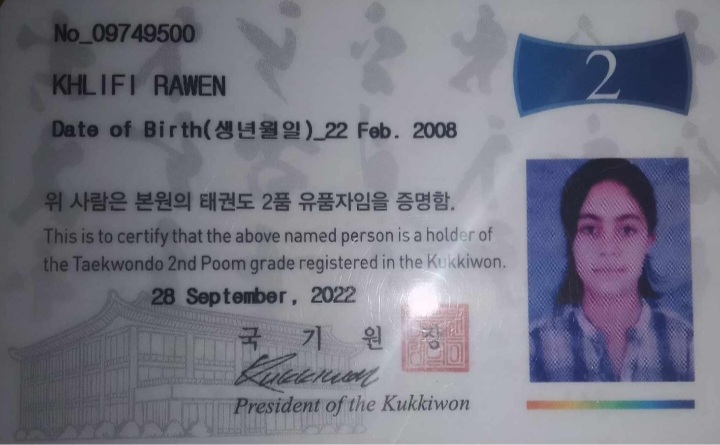 No_09749500
2
KHLIFI RAWEN
Date of Birth(생년월일)_22 Feb. 2008
위 사람은 본원의 태권도 2품 유품자임을 증명함.
This is to certify that the above named person is a holder of
the Taekwondo 2nd Poom grade registered in the Kukkiwon.
28 September, 2022
국 기 원 장
Kukkiwon
President of the Kukkiwon